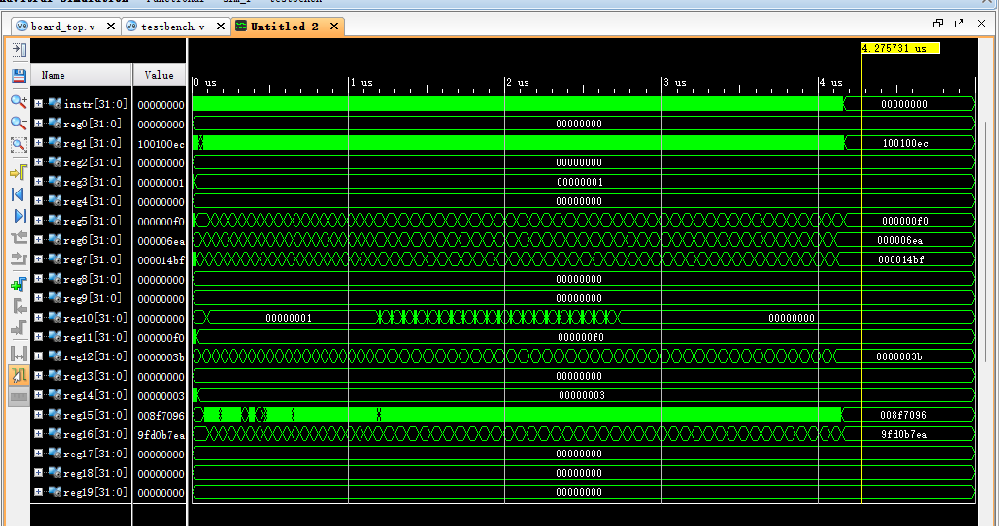 Functional sim_1 testbench
board_top.v testbench.v Untitled 2
4.275731 us
Name Value
0 us 1 us 2 us 3 us 4 us
instr[31:0] 00000000 00000000
reg0[31:0] 00000000 00000000
reg1[31:0] 100100ec 100100ec
reg2[31:0] 00000000 00000000
reg3[31:0] 00000001 00000001
reg4[31:0] 00000000 00000000
reg5[31:0] 000000f0 000000f0
reg6[31:0] 000006ea 000006ea
reg7[31:0] 000014bf 000014bf
reg8[31:0] 00000000 00000000
reg9[31:0] 00000000 00000000
reg10[31:0] 00000000 00000001 00000000
reg11[31:0] 000000f0 000000f0
reg12[31:0] 0000003b 0000003b
reg13[31:0] 00000000 00000000
reg14[31:0] 00000003 00000003
reg15[31:0] 008f7096 008f7096
reg16[31:0] 9fd0b7ea 9fd0b7ea
reg17[31:0] 00000000 00000000
reg18[31:0] 00000000 00000000
reg19[31:0] 00000000 00000000